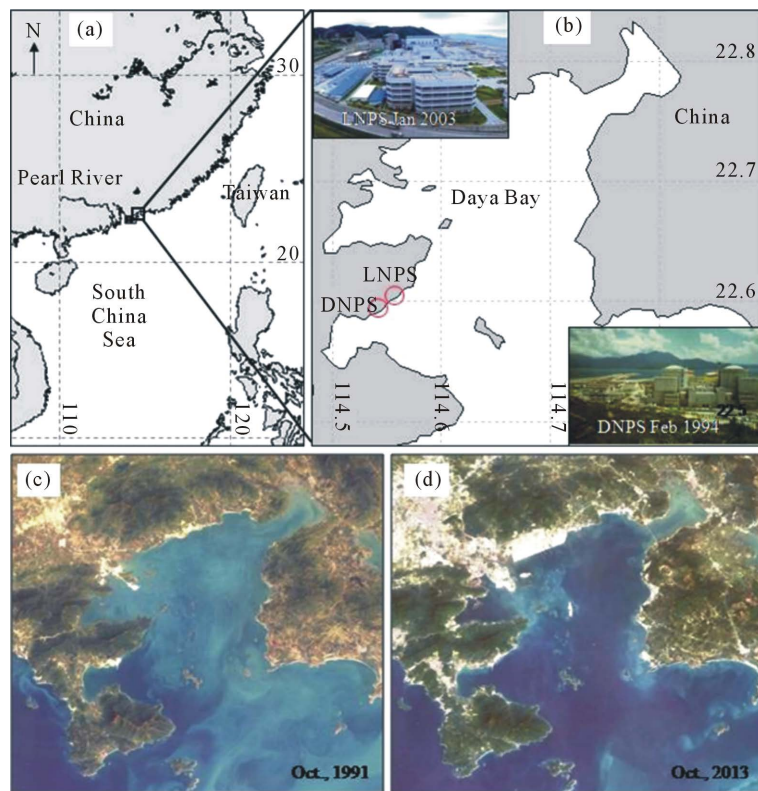 (a)
N
30
China
Pearl River
Taiwan
20
South
China
Sea
110
120
(b)
LNPS Jan 2003
22.8
China
22.7
Daya Bay
LNPS
DNPS
22.6
114.5
114.6
114.7
DNPS Feb 1994
(c)
Oct., 1991
(d)
Oct., 2013